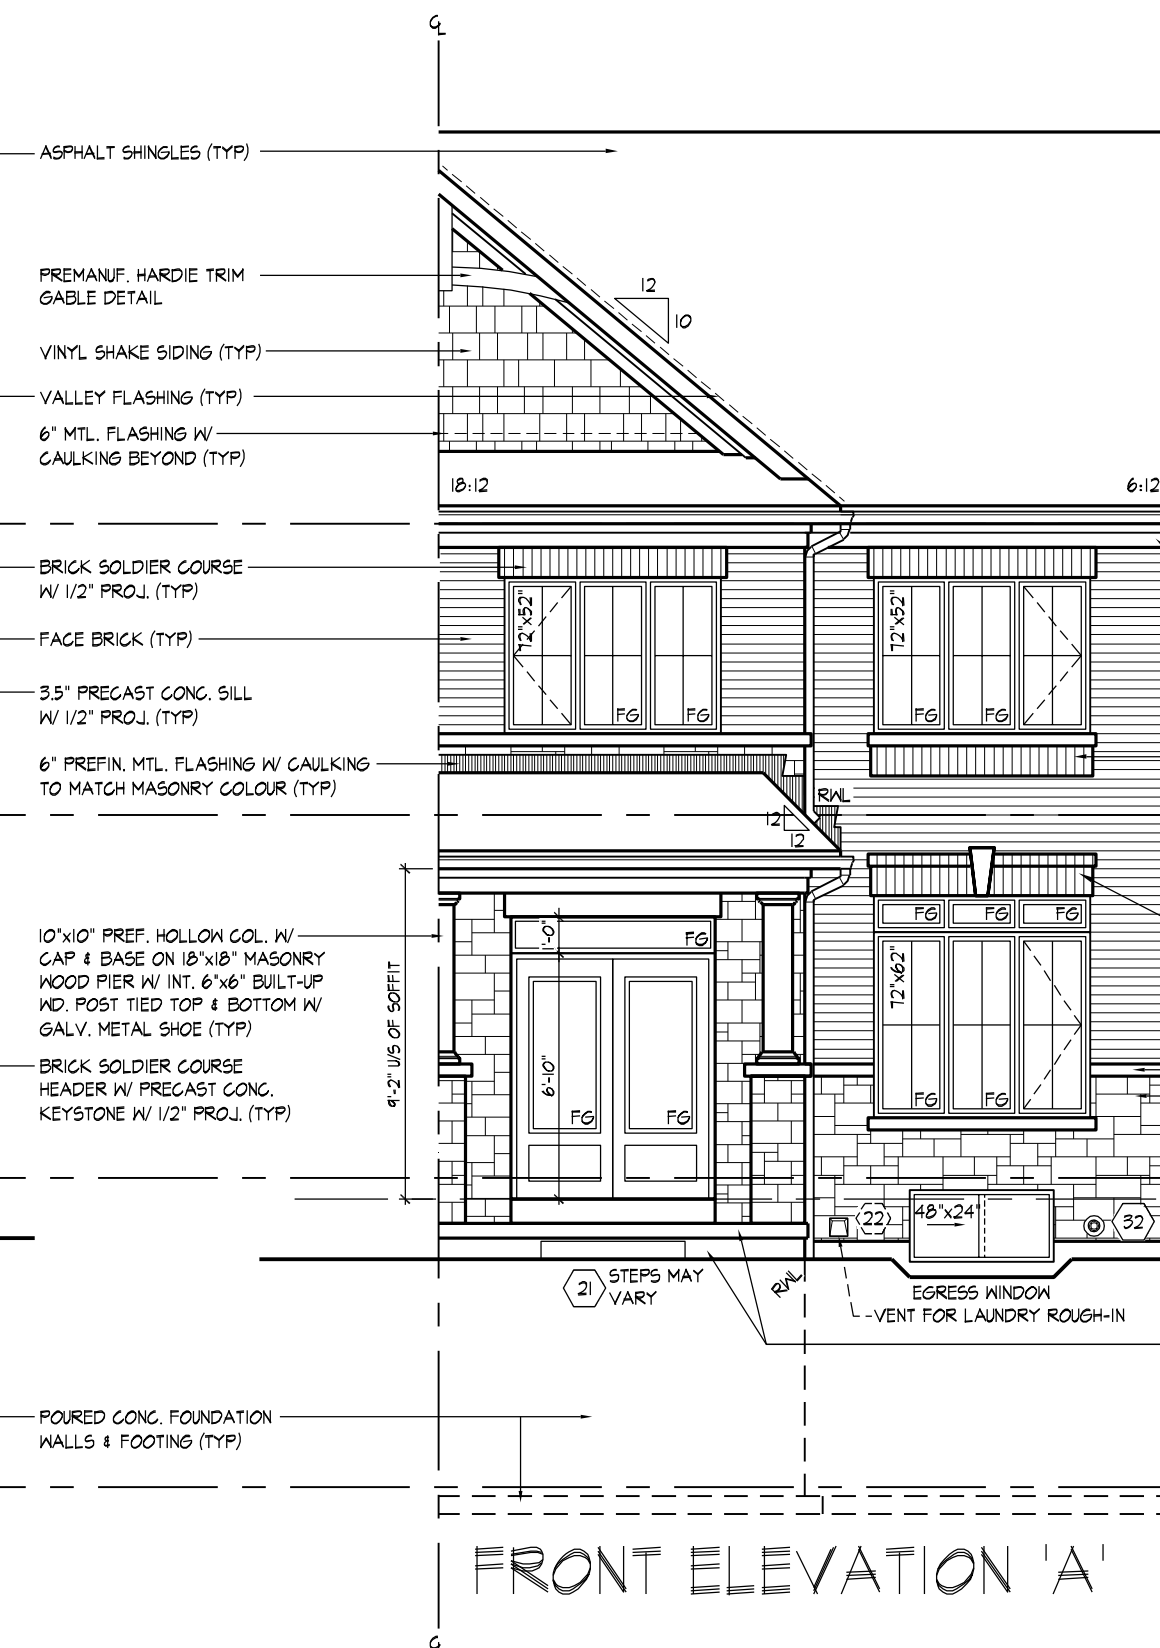 CL
ASPHALT SHINGLES (TYP)
PREMANUF. HARDIE TRIM
GABLE DETAIL
12
10
VINYL SHAKE SIDING (TYP)
VALLEY FLASHING (TYP)
6" MTL. FLASHING W/
CAULKING BEYOND (TYP)
18:12
6:12
BRICK SOLDIER COURSE
W/ 1/2" PROJ. (TYP)
FACE BRICK (TYP)
72"x52"
FG
FG
72"x52"
FG
FG
3.5" PRECAST CONC. SILL
W/ 1/2" PROJ. (TYP)
6" PREFIN. MTL. FLASHING W/ CAULKING
TO MATCH MASONRY COLOUR (TYP)
RWL
12
12
10"x10" PREF. HOLLOW COL. W/
CAP & BASE ON 18"x18" MASONRY
WOOD PIER W/ INT. 6"x6" BUILT-UP
WD. POST TIED TOP & BOTTOM W/
GALV. METAL SHOE (TYP)
BRICK SOLDIER COURSE
HEADER W/ PRECAST CONC.
KEYSTONE W/ 1/2" PROJ. (TYP)
9'-2" U/S OF SOFFIT
1'-0"
FG
6'-10"
FG
FG
FG
FG
FG
72"x62"
FG
FG
22
48"x24"
32
21
STEPS MAY
VARY
RWL
EGRESS WINDOW
VENT FOR LAUNDRY ROUGH-IN
POURED CONC. FOUNDATION
WALLS & FOOTING (TYP)
FRONT ELEVATION 'A'